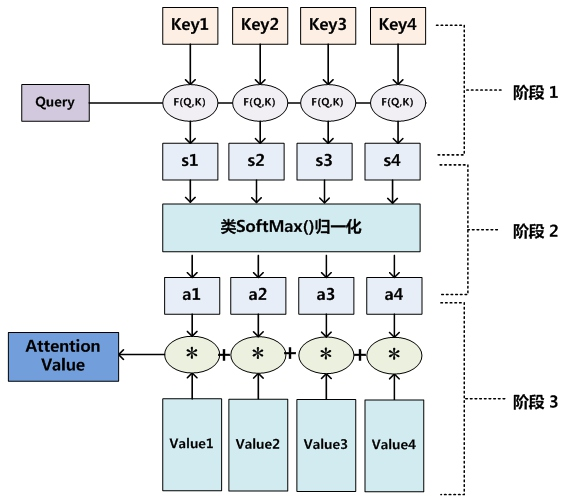 Key1 Key2 Key3 Key4
Query F(Q,K) F(Q,K) F(Q,K) F(Q,K) 阶段 1
s1 s2 s3 s4
类SoftMax()归一化 阶段 2
a1 a2 a3 a4
Attention
Value
* + * + * + *
阶段 3
Value1 Value2 Value3 Value4